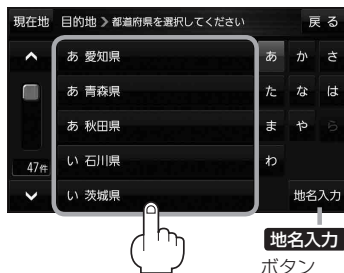 現在地 目的地 > 都道府県を選択してください 戻る
あ 愛知県 あ か さ
あ 青森県 た な は
あ 秋田県 ま や ら
い 石川県 わ
47件
い 茨城県 地名入力
地名入力
ボタン